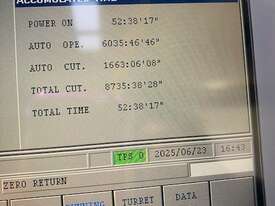 ACCUMULATED TIME
POWER ON 52:38'17"
AUTO OPE. 6035:46'46"
AUTO CUT. 1663:06'08"
TOTAL CUT. 8735:38'28"
TOTAL TIME 52:38'17"
TPS 0 2025/06/23 16:43
ZERO RETURN
RUNNING TURRET DATA